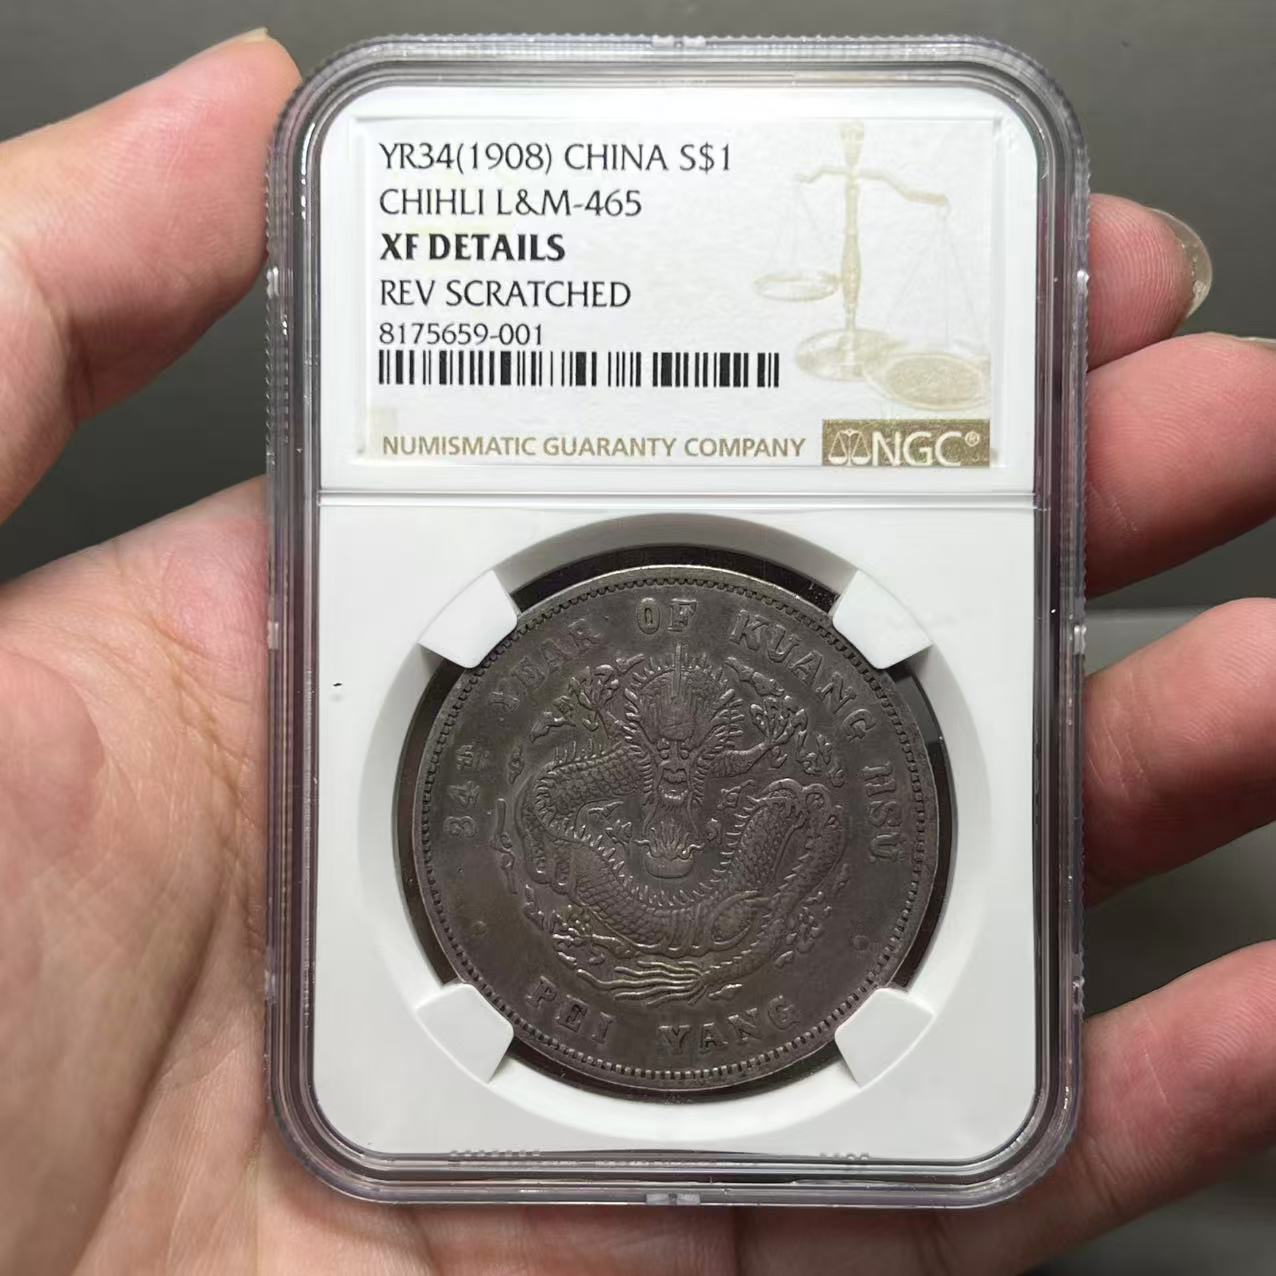 YR34(1908) CHINA S$1
CHIHLI L&M-465
XF DETAILS
REV SCRATCHED
8175659-001
NUMISMATIC GUARANTY COMPANY NGC®
34th YEAR OF KUANG HSU
PEI YANG